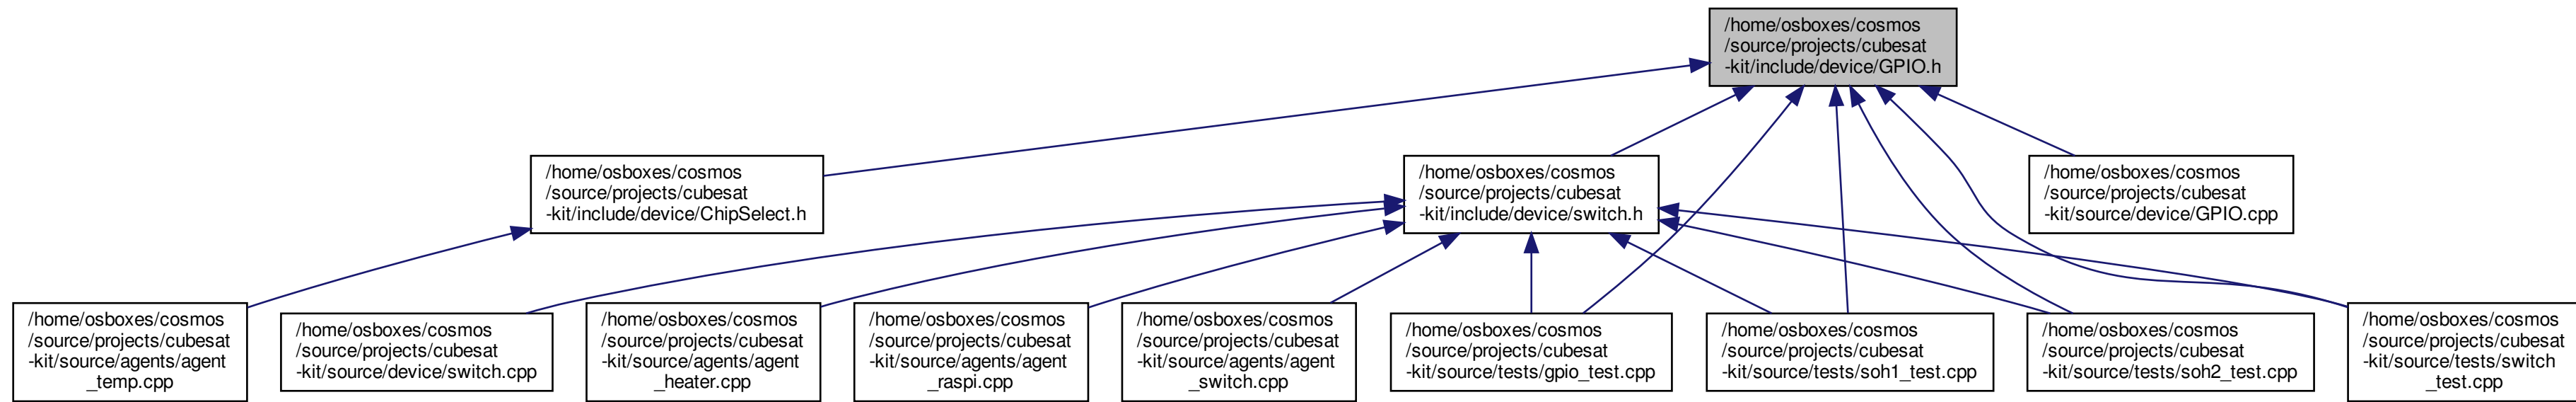 /home/osboxes/cosmos
/source/projects/cubesat
-kit/include/device/GPIO.h
/home/osboxes/cosmos
/source/projects/cubesat
-kit/include/device/ChipSelect.h
/home/osboxes/cosmos
/source/projects/cubesat
-kit/include/device/switch.h
/home/osboxes/cosmos
/source/projects/cubesat
-kit/source/device/GPIO.cpp
/home/osboxes/cosmos
/source/projects/cubesat
-kit/source/agents/agent
_temp.cpp
/home/osboxes/cosmos
/source/projects/cubesat
-kit/source/device/switch.cpp
/home/osboxes/cosmos
/source/projects/cubesat
-kit/source/agents/agent
_heater.cpp
/home/osboxes/cosmos
/source/projects/cubesat
-kit/source/agents/agent
_raspi.cpp
/home/osboxes/cosmos
/source/projects/cubesat
-kit/source/agents/agent
_switch.cpp
/home/osboxes/cosmos
/source/projects/cubesat
-kit/source/tests/gpio_test.cpp
/home/osboxes/cosmos
/source/projects/cubesat
-kit/source/tests/soh1_test.cpp
/home/osboxes/cosmos
/source/projects/cubesat
-kit/source/tests/soh2_test.cpp
/home/osboxes/cosmos
/source/projects/cubesat
-kit/source/tests/switch
_test.cpp